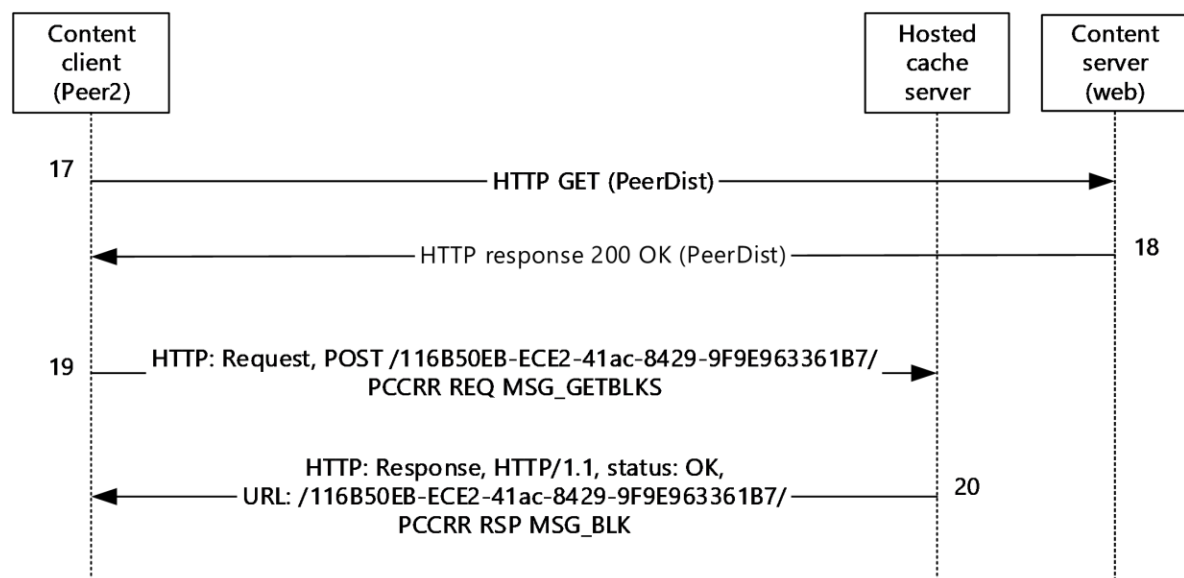 Content
client
(Peer2)
Hosted
cache
server
Content
server
(web)
17
HTTP GET (PeerDist)
HTTP response 200 OK (PeerDist)
18
19
HTTP: Request, POST /116B50EB-ECE2-41ac-8429-9F9E963361B7/
PCCRR REQ MSG_GETBLKS
HTTP: Response, HTTP/1.1, status: OK,
URL: /116B50EB-ECE2-41ac-8429-9F9E963361B7/
PCCRR RSP MSG_BLK
20